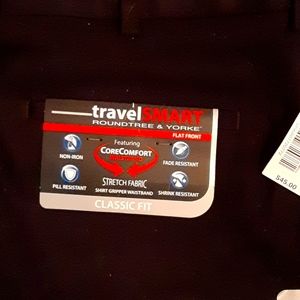 travelSMART
ROUNDTREE & YORKE
FLAT FRONT
Featuring
CORECOMFORT
NON-IRON
FADE RESISTANT
STRETCH FABRIC
PILL RESISTANT
SHIRT GRIPPER WAISTBAND
SHRINK RESISTANT
CLASSIC FIT
$45.00